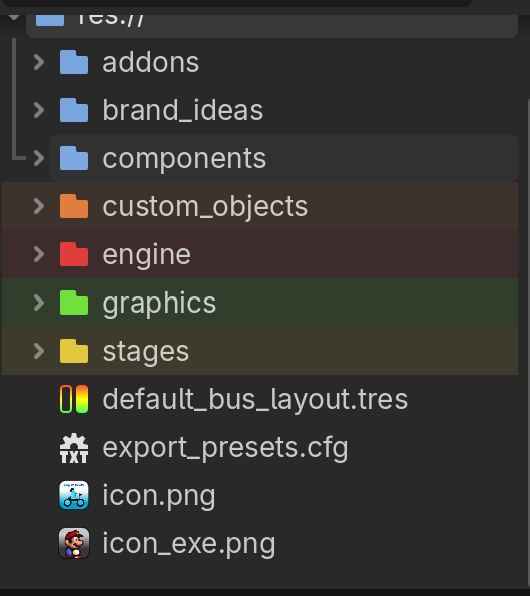 res://
addons
brand_ideas
components
custom_objects
engine
graphics
stages
default_bus_layout.tres
TXT
export_presets.cfg
icon.png
icon_exe.png